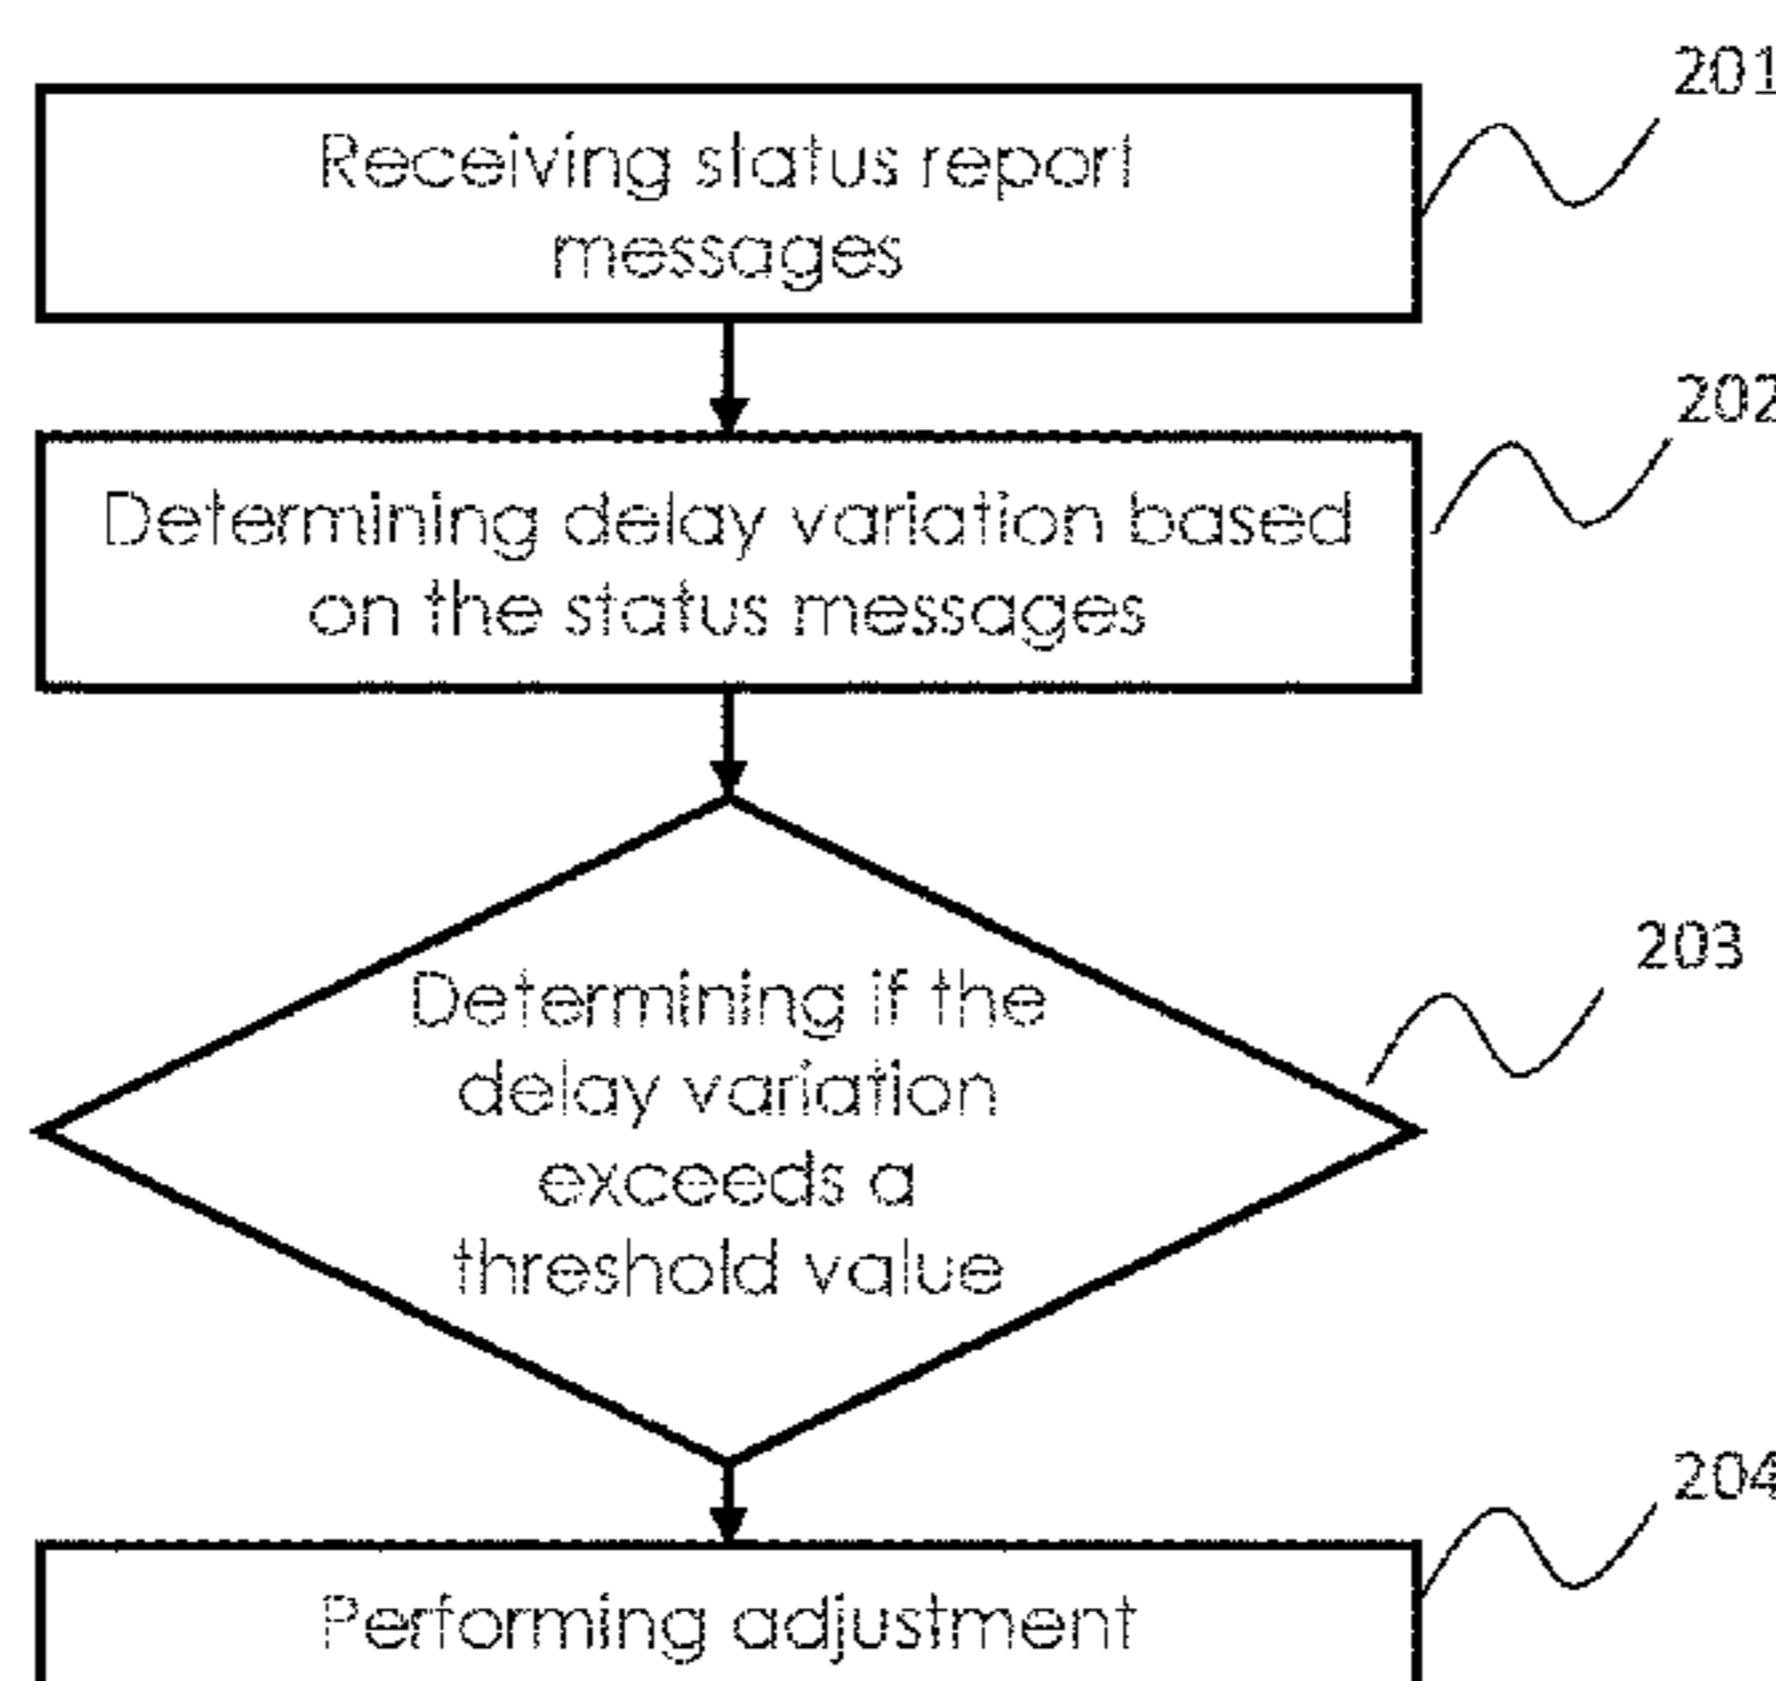 201
Receiving status report
messages
202
Determining delay variation based
on the status messages
203
Determining if the
delay variation
exceeds a
threshold value
204
Performing adjustment